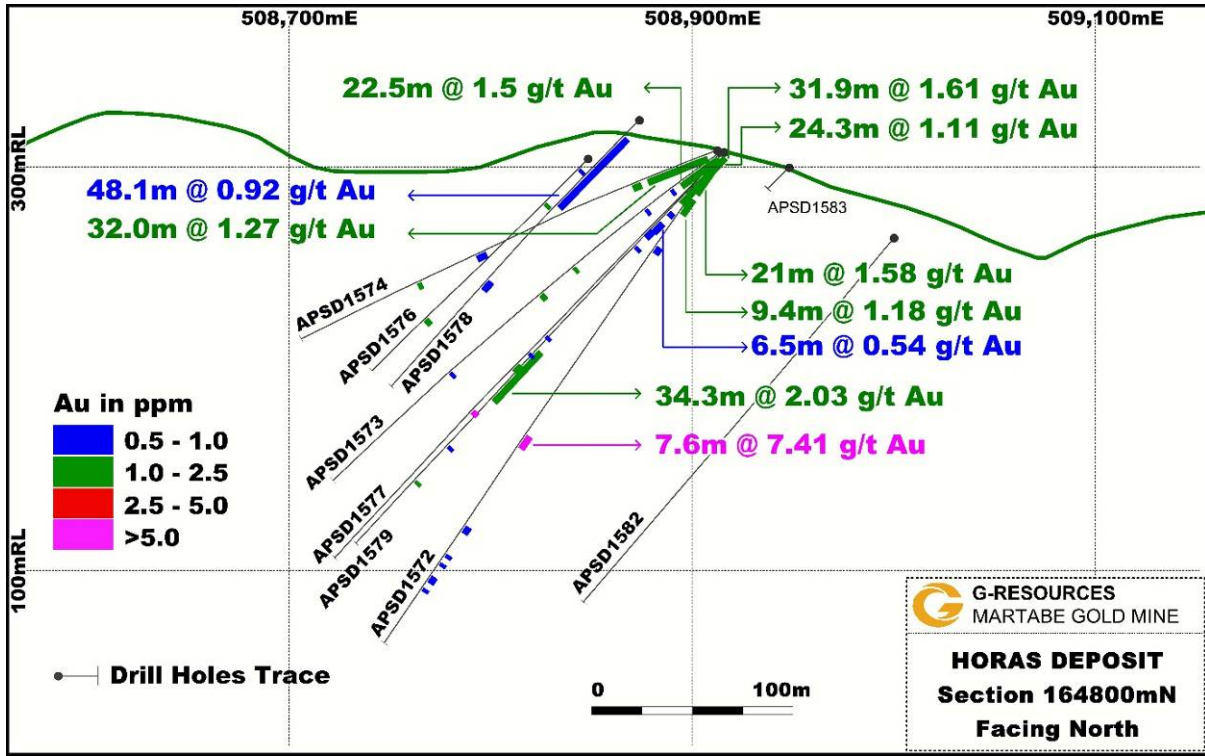 508,700mE
508,900mE
509,100mE
22.5m @ 1.5 g/t Au
31.9m @ 1.61 g/t Au
24.3m @ 1.11 g/t Au
300mRL
48.1m @ 0.92 g/t Au
32.0m @ 1.27 g/t Au
APSD1583
21m @ 1.58 g/t Au
9.4m @ 1.18 g/t Au
6.5m @ 0.54 g/t Au
34.3m @ 2.03 g/t Au
7.6m @ 7.41 g/t Au
APSD1574
APSD1576
APSD1578
APSD1573
APSD1577
APSD1579
APSD1572
APSD1582
Au in ppm
0.5 - 1.0
1.0 - 2.5
2.5 - 5.0
>5.0
100mRL
Drill Holes Trace
0 100m
G
G-RESOURCES
MARTABE GOLD MINE
HORAS DEPOSIT
Section 164800mN
Facing North